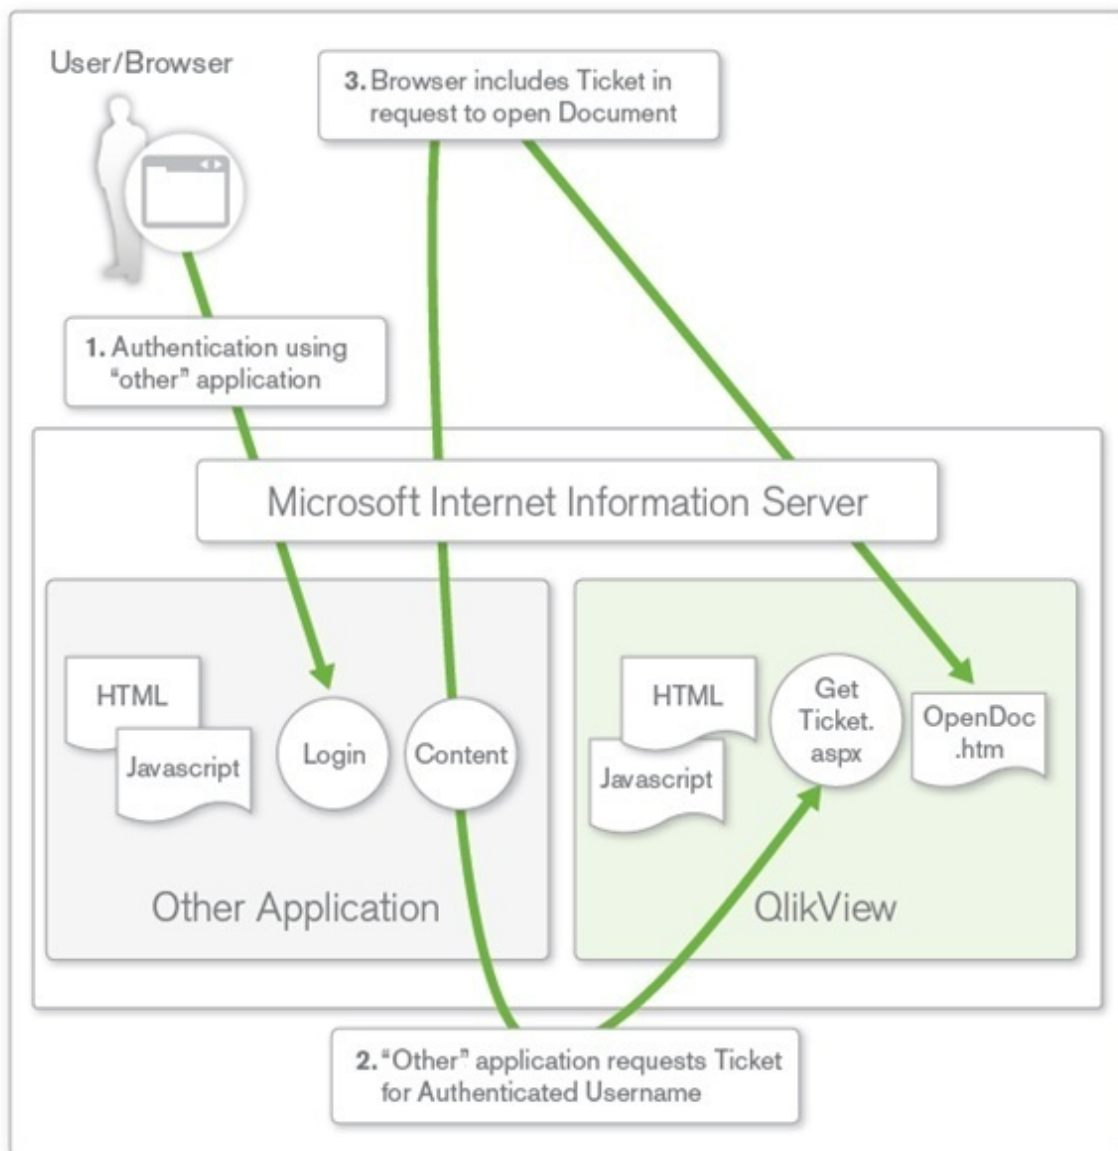 User/Browser
3. Browser includes Ticket in
request to open Document
1. Authentication using
“other” application
Microsoft Internet Information Server
HTML
Javascript
Login
Content
Other Application
HTML
Javascript
Get
Ticket.
aspx
OpenDoc
.htm
QlikView
2. “Other” application requests Ticket
for Authenticated Username